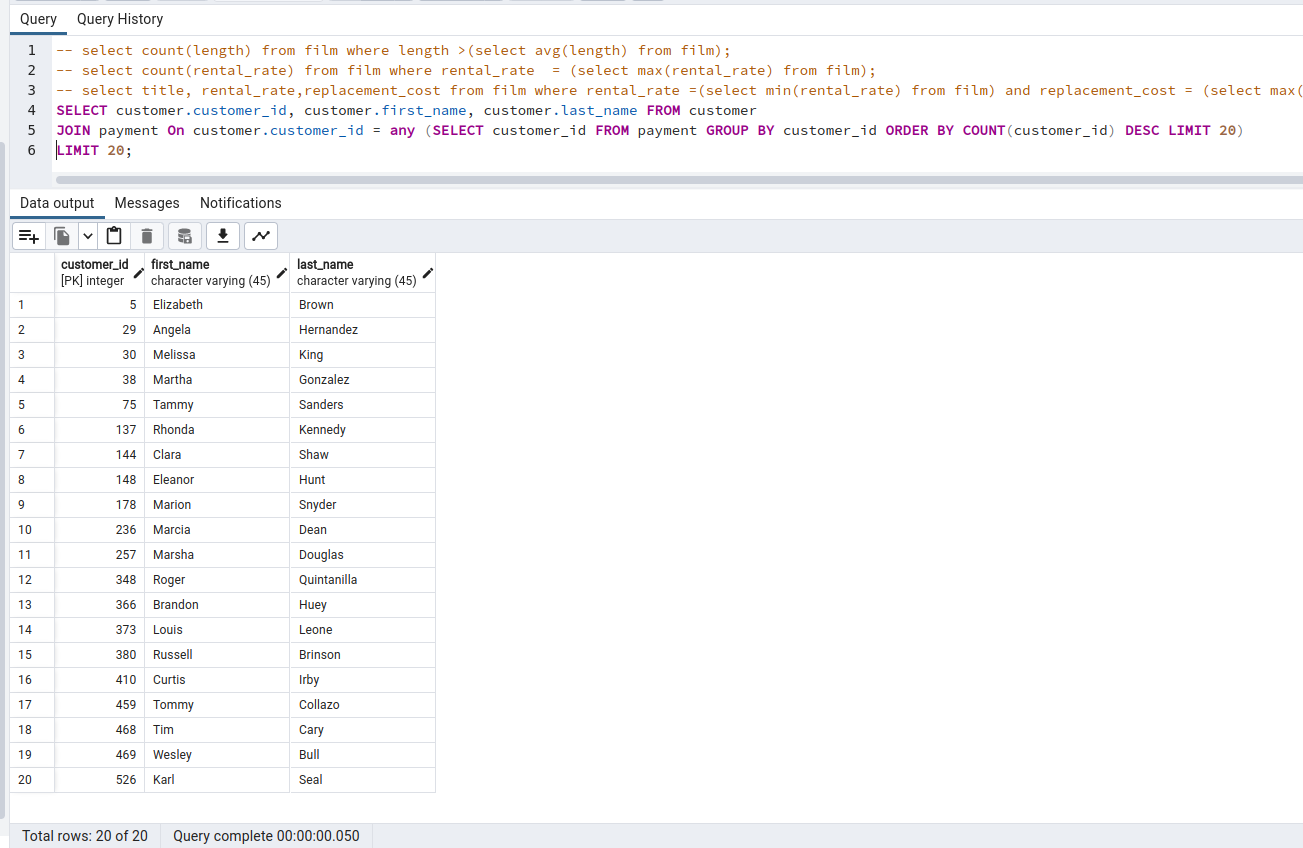 Query Query History
1 -- select count(length) from film where length >(select avg(length) from film);
2 -- select count(rental_rate) from film where rental_rate  = (select max(rental_rate) from film);
3 -- select title, rental_rate,replacement_cost from film where rental_rate =(select min(rental_rate) from film) and replacement_cost = (select max(
4 SELECT customer.customer_id, customer.first_name, customer.last_name FROM customer
5 JOIN payment On customer.customer_id = any (SELECT customer_id FROM payment GROUP BY customer_id ORDER BY COUNT(customer_id) DESC LIMIT 20)
6 LIMIT 20;
Data output Messages Notifications
customer_id first_name last_name
[PK] integer character varying (45) character varying (45)
1 5 Elizabeth Brown
2 29 Angela Hernandez
3 30 Melissa King
4 38 Martha Gonzalez
5 75 Tammy Sanders
6 137 Rhonda Kennedy
7 144 Clara Shaw
8 148 Eleanor Hunt
9 178 Marion Snyder
10 236 Marcia Dean
11 257 Marsha Douglas
12 348 Roger Quintanilla
13 366 Brandon Huey
14 373 Louis Leone
15 380 Russell Brinson
16 410 Curtis Irby
17 459 Tommy Collazo
18 468 Tim Cary
19 469 Wesley Bull
20 526 Karl Seal
Total rows: 20 of 20 Query complete 00:00:00.050